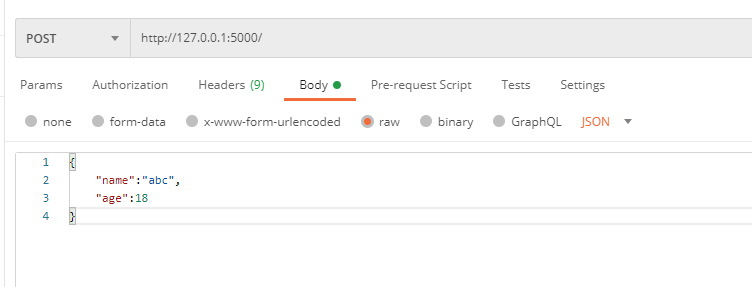 POST http://127.0.0.1:5000/
Params Authorization Headers (9) Body Pre-request Script Tests Settings
none form-data x-www-form-urlencoded raw binary GraphQL JSON
1 {
2 "name":"abc",
3 "age":18
4 }